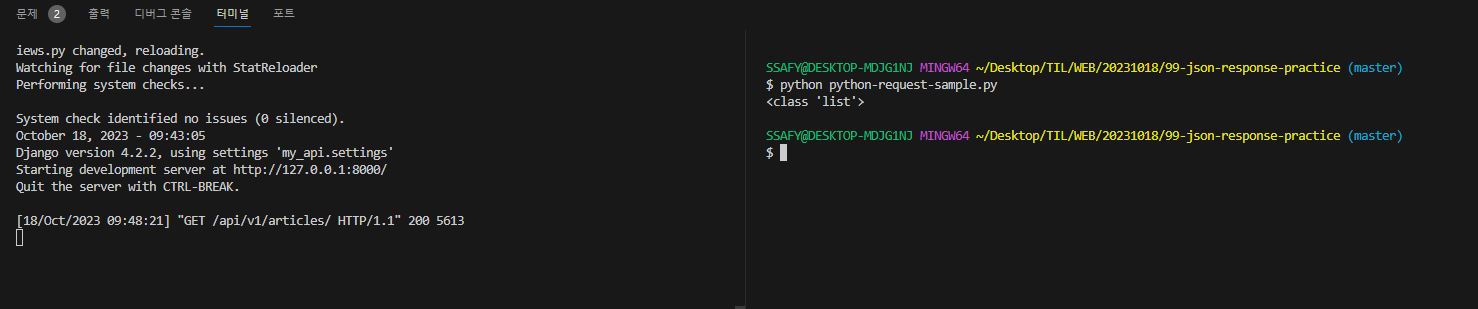 문제 2 출력 디버그 콘솔 터미널 포트
iews.py changed, reloading.
Watching for file changes with StatReloader
Performing system checks...
System check identified no issues (0 silenced).
October 18, 2023 - 09:43:05
Django version 4.2.2, using settings 'my_api.settings'
Starting development server at http://127.0.0.1:8000/
Quit the server with CTRL-BREAK.
[18/Oct/2023 09:48:21] "GET /api/v1/articles/ HTTP/1.1" 200 5613
SSAFY@DESKTOP-MDJG1NJ MINGW64 ~/Desktop/TIL/WEB/20231018/99-json-response-practice (master)
$ python python-request-sample.py
<class 'list'>
SSAFY@DESKTOP-MDJG1NJ MINGW64 ~/Desktop/TIL/WEB/20231018/99-json-response-practice (master)
$